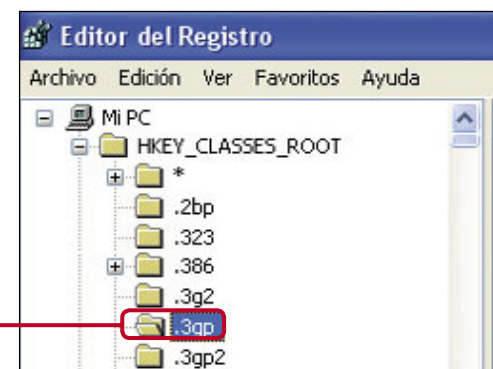 Editor del Registro
Archivo Edición Ver Favoritos Ayuda
Mi PC
HKEY_CLASSES_ROOT
*
.2bp
.323
.386
.3g2
.3gp
.3gp2